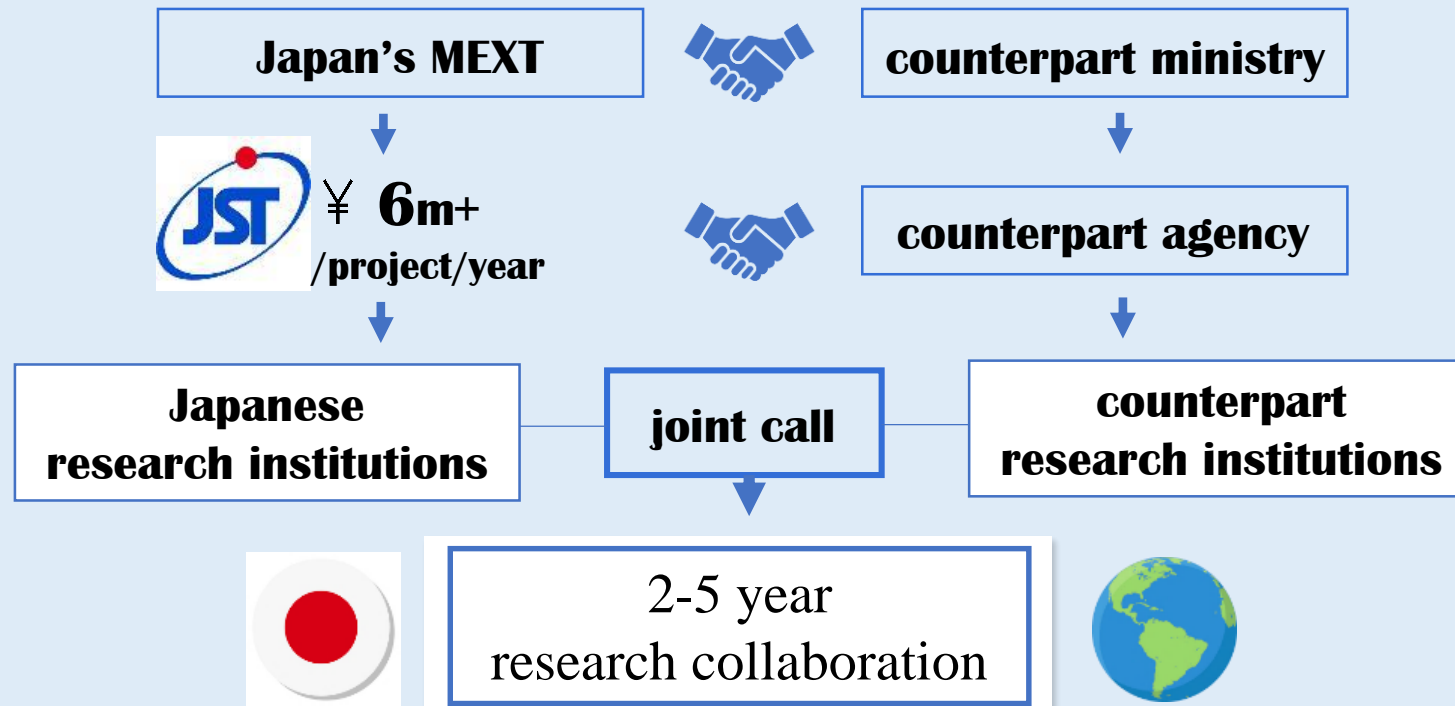 Japan’s MEXT
counterpart ministry
JST
¥ 6m+
/project/year
counterpart agency
Japanese
research institutions
joint call
counterpart
research institutions
2-5 year
research collaboration